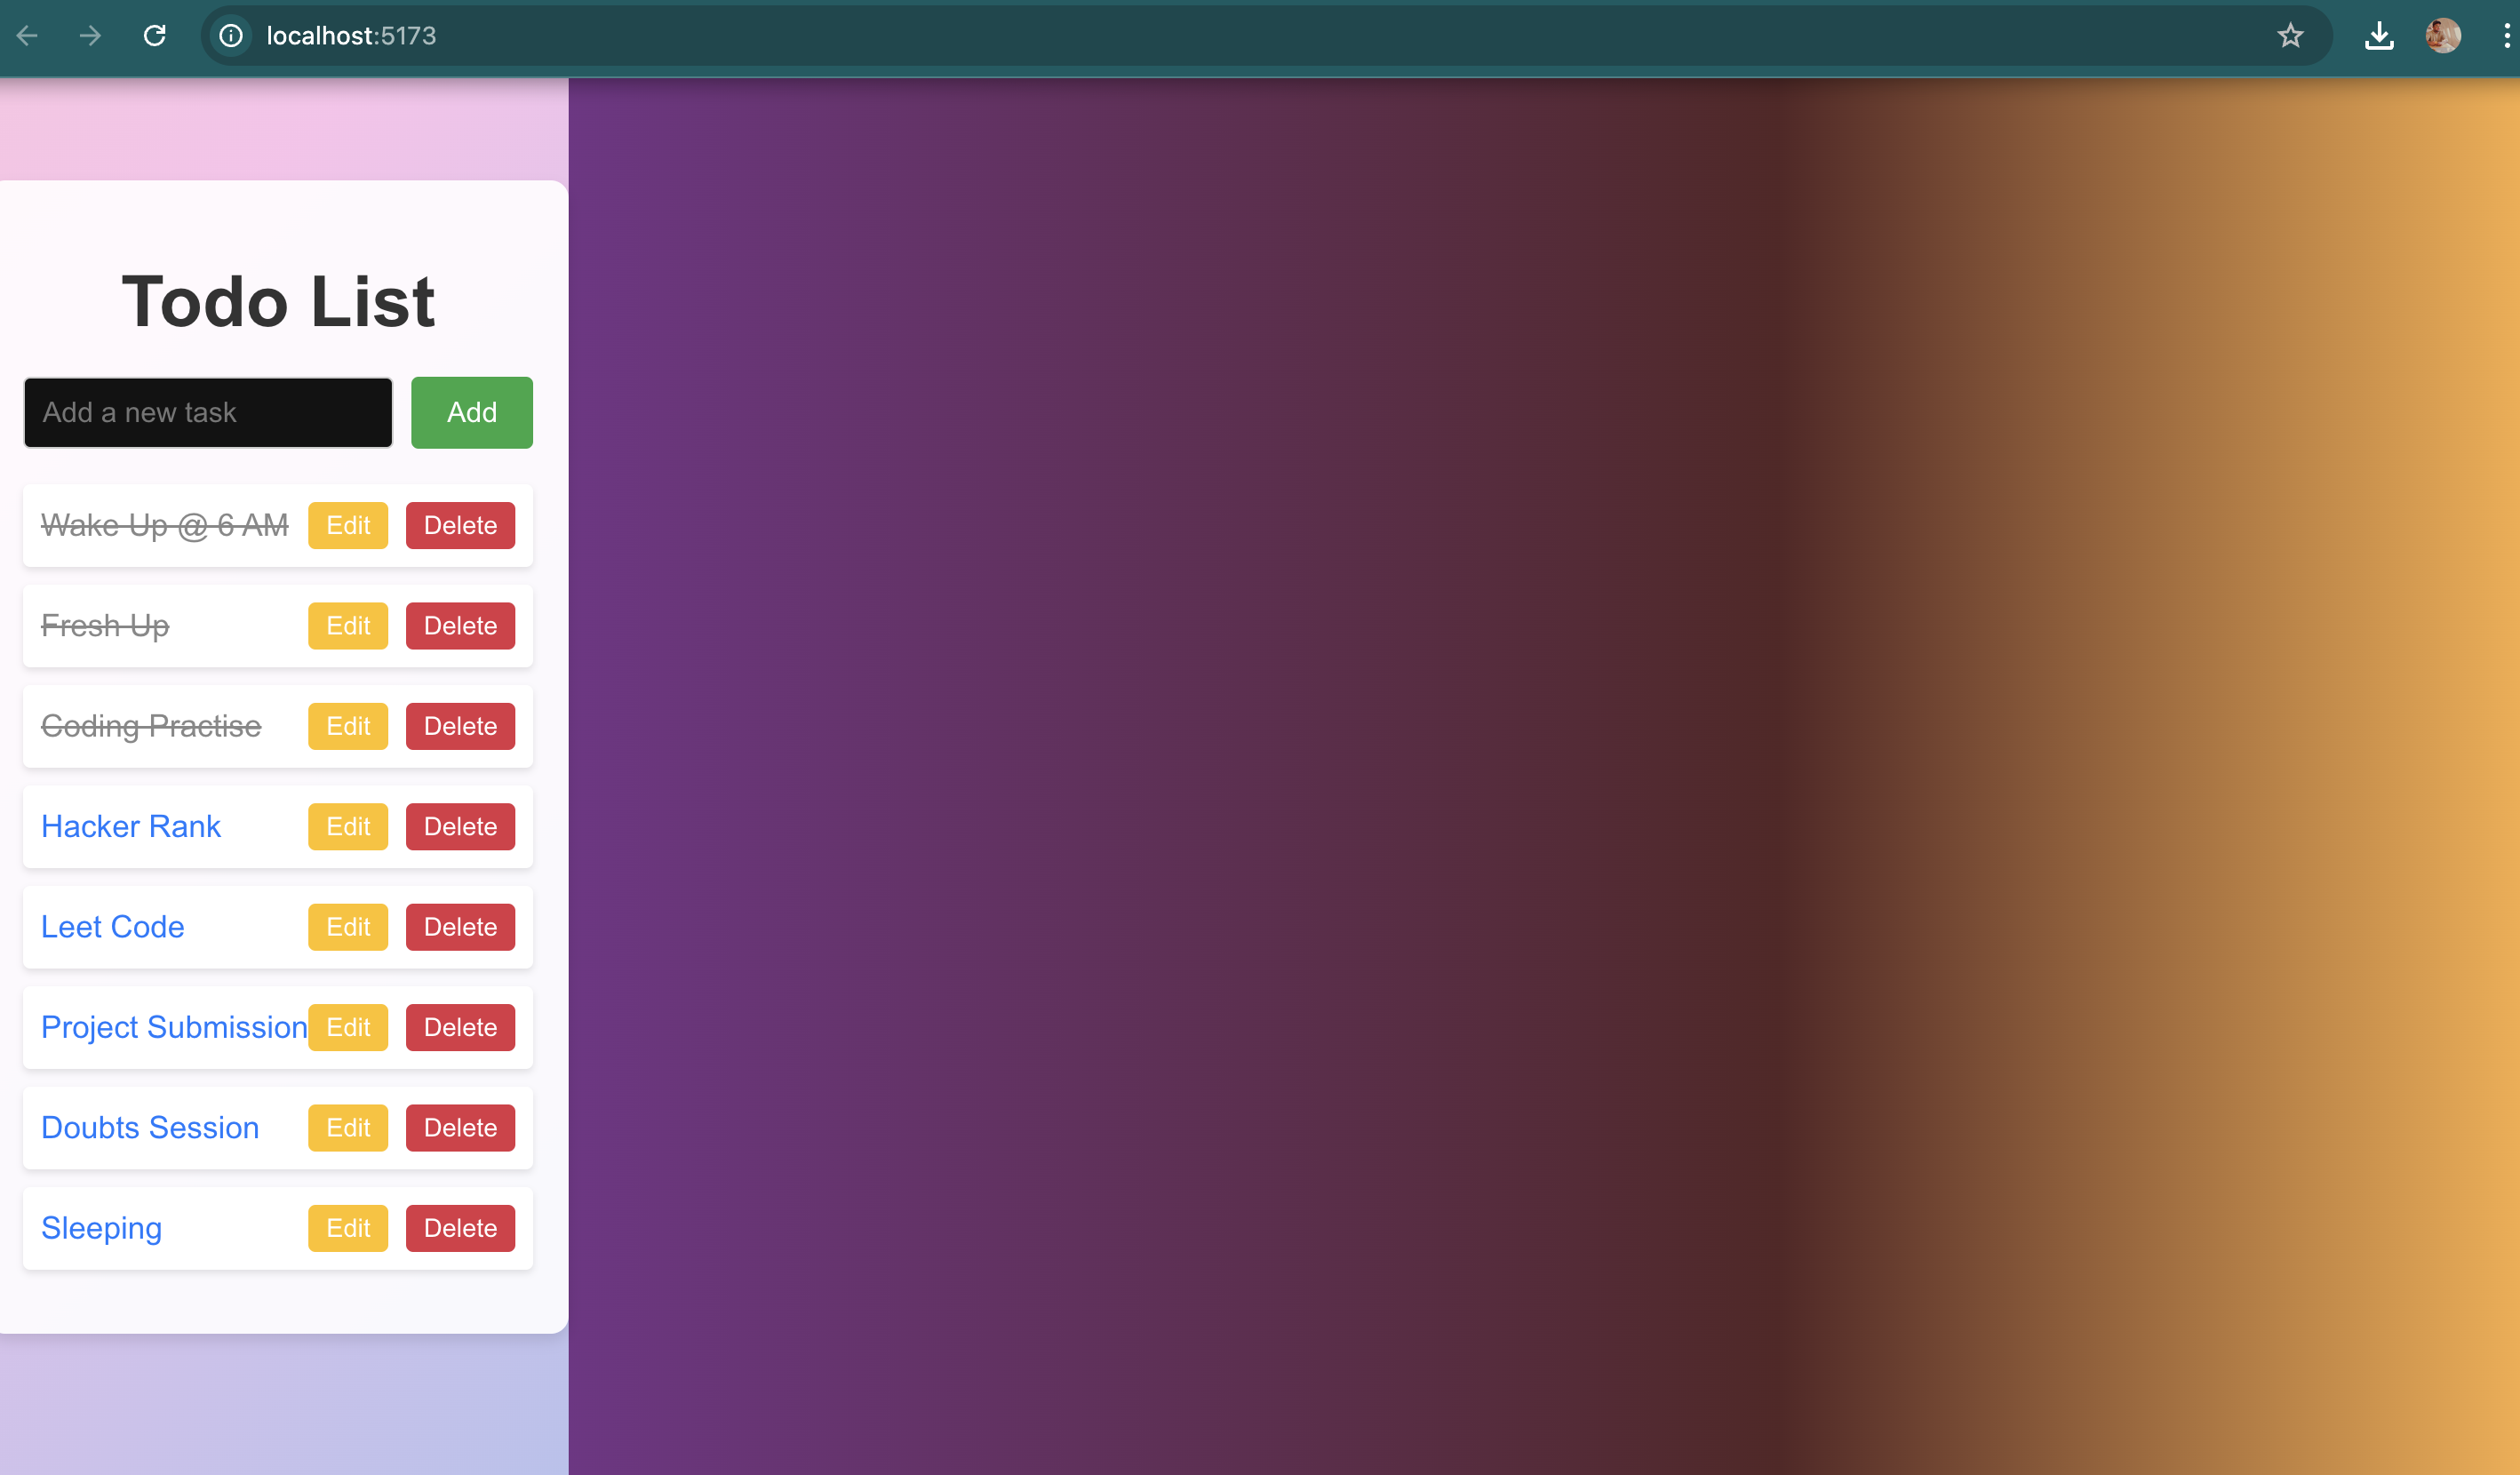 localhost:5173
Todo List
Add a new task Add
Wake Up @ 6 AM Edit Delete
Fresh Up Edit Delete
Coding Practise Edit Delete
Hacker Rank Edit Delete
Leet Code Edit Delete
Project Submission Edit Delete
Doubts Session Edit Delete
Sleeping Edit Delete